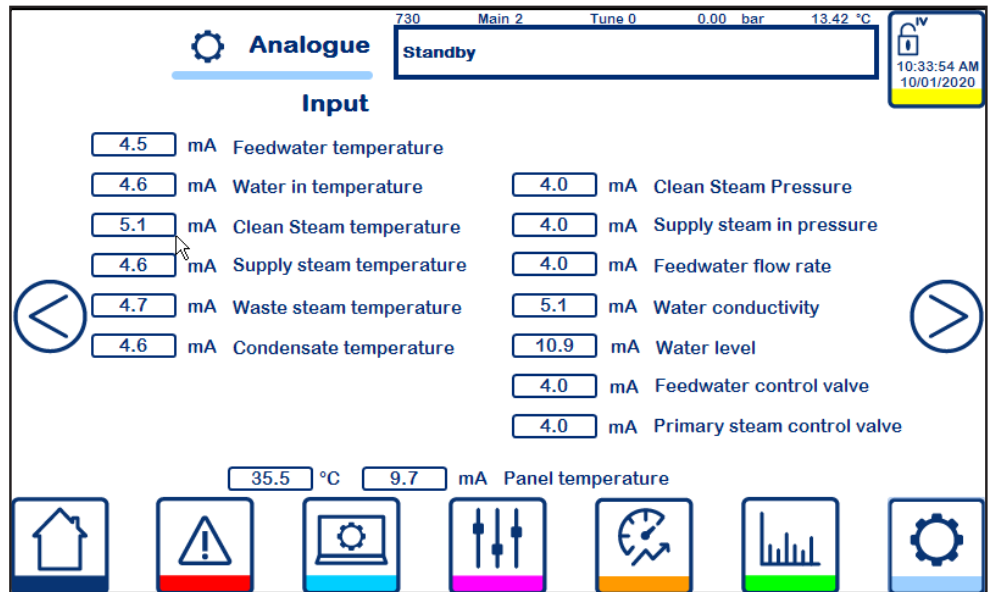 730 Main 2 Tune 0 0.00 bar 13.42 °C
Analogue
Standby
IV
10:33:54 AM
10/01/2020
Input
4.5 mA Feedwater temperature
4.6 mA Water in temperature
4.0 mA Clean Steam Pressure
5.1 mA Clean Steam temperature
4.0 mA Supply steam in pressure
4.6 mA Supply steam temperature
4.0 mA Feedwater flow rate
4.7 mA Waste steam temperature
5.1 mA Water conductivity
4.6 mA Condensate temperature
10.9 mA Water level
4.0 mA Feedwater control valve
4.0 mA Primary steam control valve
35.5 °C 9.7 mA Panel temperature